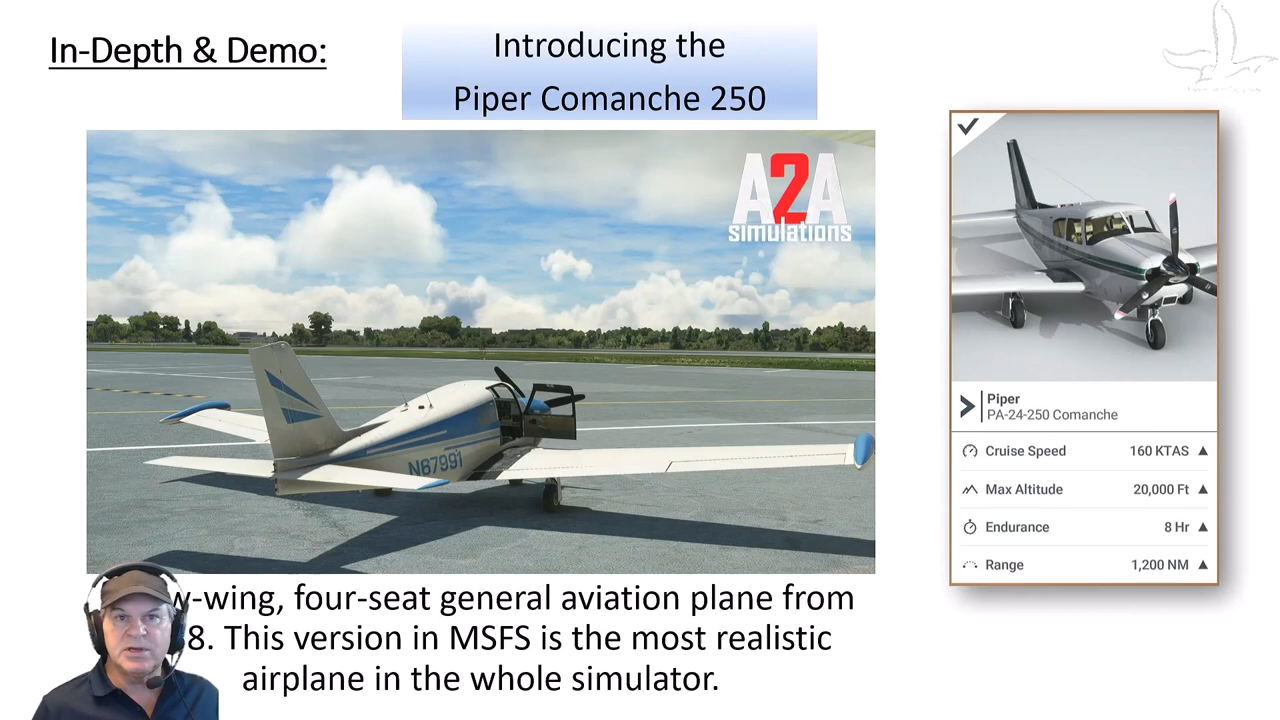 In-Depth & Demo:
Introducing the
Piper Comanche 250
A2A
simulations
N67991
-wing, four-seat general aviation plane from
8. This version in MSFS is the most realistic
airplane in the whole simulator.
Piper
PA-24-250 Comanche
Cruise Speed 160 KTAS
Max Altitude 20,000 Ft
Endurance 8 Hr
Range 1,200 NM